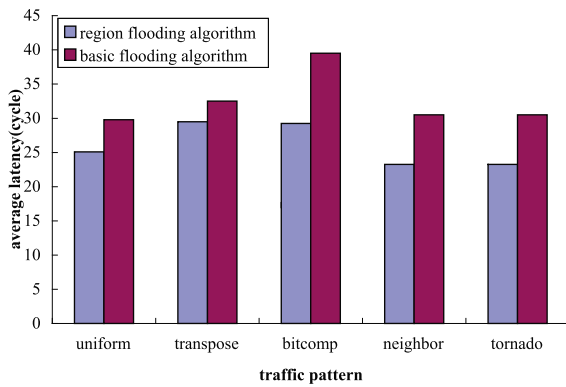 45
40
35
30
25
20
15
10
5
0
average latency(cycle)
region flooding algorithm
basic flooding algorithm
uniform transpose bitcomp neighbor tornado
traffic pattern